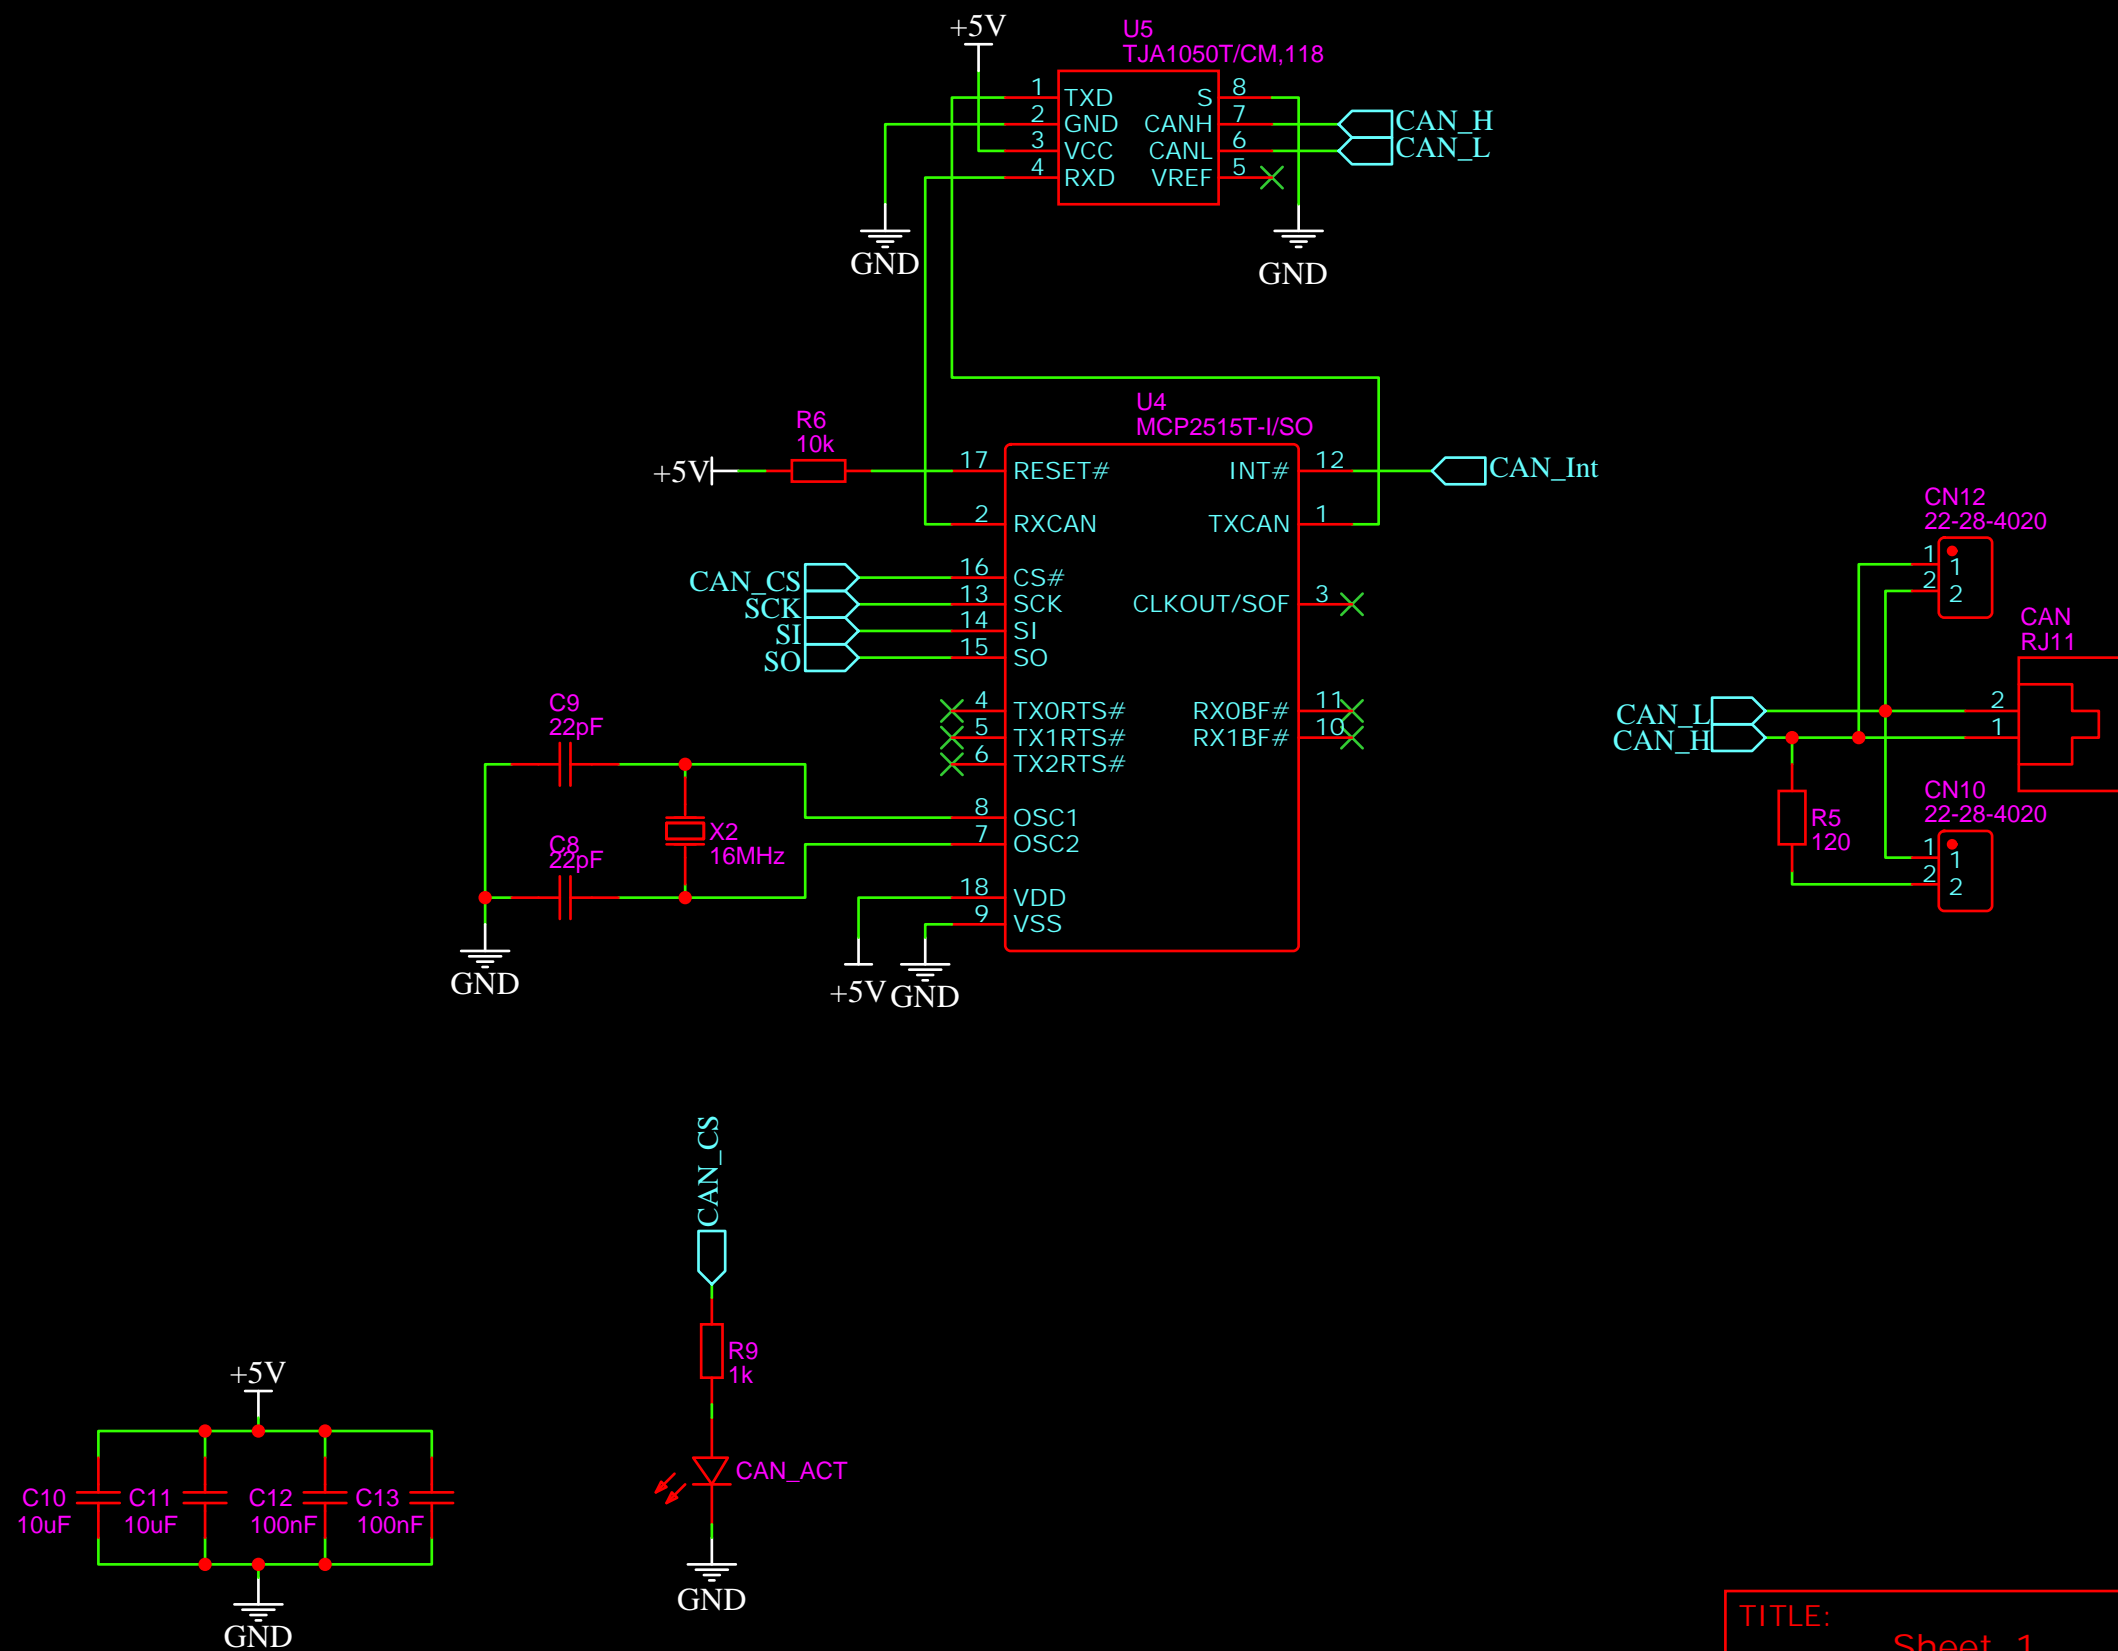 +5V
U5
TJA1050T/CM,118
1 TXD
2 GND
3 VCC
4 RXD
S 8
CANH 7
CANL 6
VREF 5
CAN_H
CAN_L
GND
GND
U4
MCP2515T-I/SO
R6
10k
+5V
17 RESET#
2 RXCAN
16 CS#
13 SCK
14 SI
15 SO
4 TX0RTS#
5 TX1RTS#
6 TX2RTS#
8 OSC1
7 OSC2
18 VDD
9 VSS
INT# 12
TXCAN 1
CLKOUT/SOF 3
RX0BF# 11
RX1BF# 10
CAN_Int
CAN_CS
SCK
SI
SO
C9
22pF
C8
22pF
X2
16MHz
GND
+5V
GND
CN12
22-28-4020
1 1
2 2
CAN
RJ11
2
1
CAN_L
CAN_H
R5
120
CN10
22-28-4020
1 1
2 2
CAN_CS
R9
1k
CAN_ACT
GND
+5V
C10
10uF
C11
10uF
C12
100nF
C13
100nF
GND
TITLE:
Sheet_1